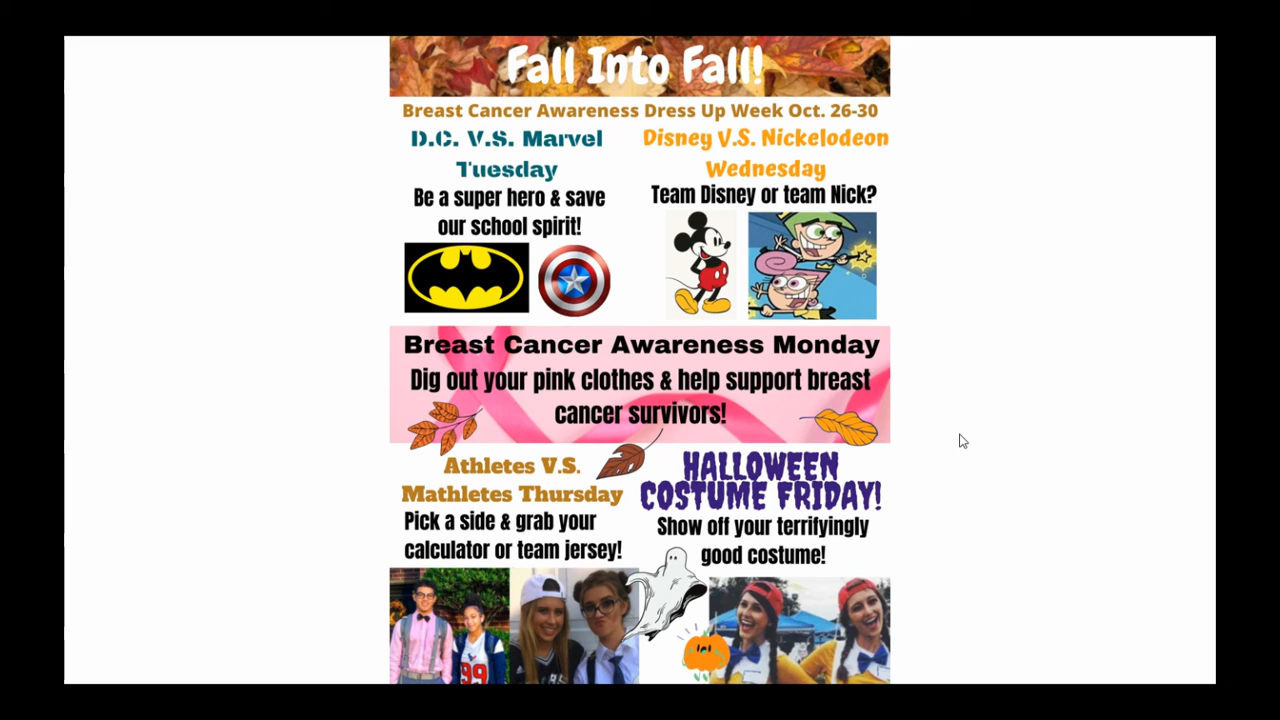 Fall Into Fall!
Breast Cancer Awareness Dress Up Week Oct. 26-30
D.C. V.S. Marvel
Tuesday
Be a super hero & save
our school spirit!
Disney V.S. Nickelodeon
Wednesday
Team Disney or team Nick?
Breast Cancer Awareness Monday
Dig out your pink clothes & help support breast
cancer survivors!
Athletes V.S.
Mathletes Thursday
Pick a side & grab your
calculator or team jersey!
HALLOWEEN
COSTUME FRIDAY!
Show off your terrifyingly
good costume!
99